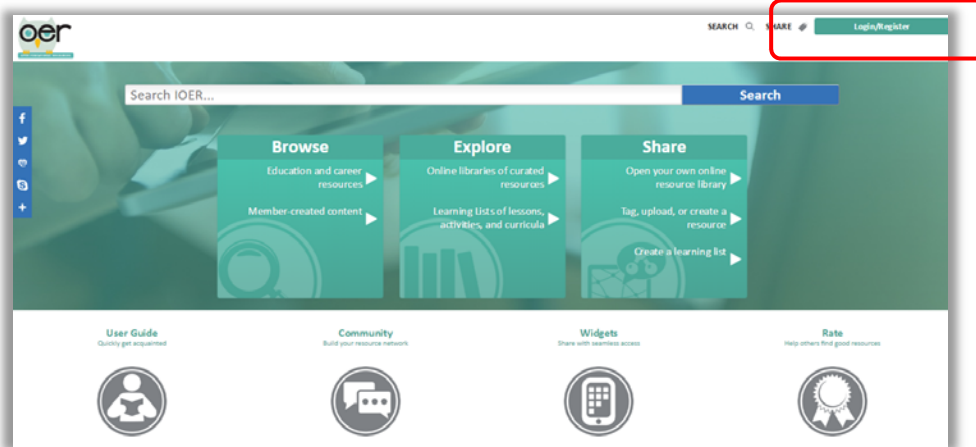 oer
SEARCH SHARE Login/Register
Search IOER... Search
Browse
Education and career
resources
Member-created content
Explore
Online libraries of curated
resources
Learning Lists of lessons,
activities, and curricula
Share
Open your own online
resource library
Tag, upload, or create a
resource
Create a learning list
User Guide
Quickly get acquainted
Community
Build your resource network
Widgets
Share with seamless access
Rate
Help others find good resources